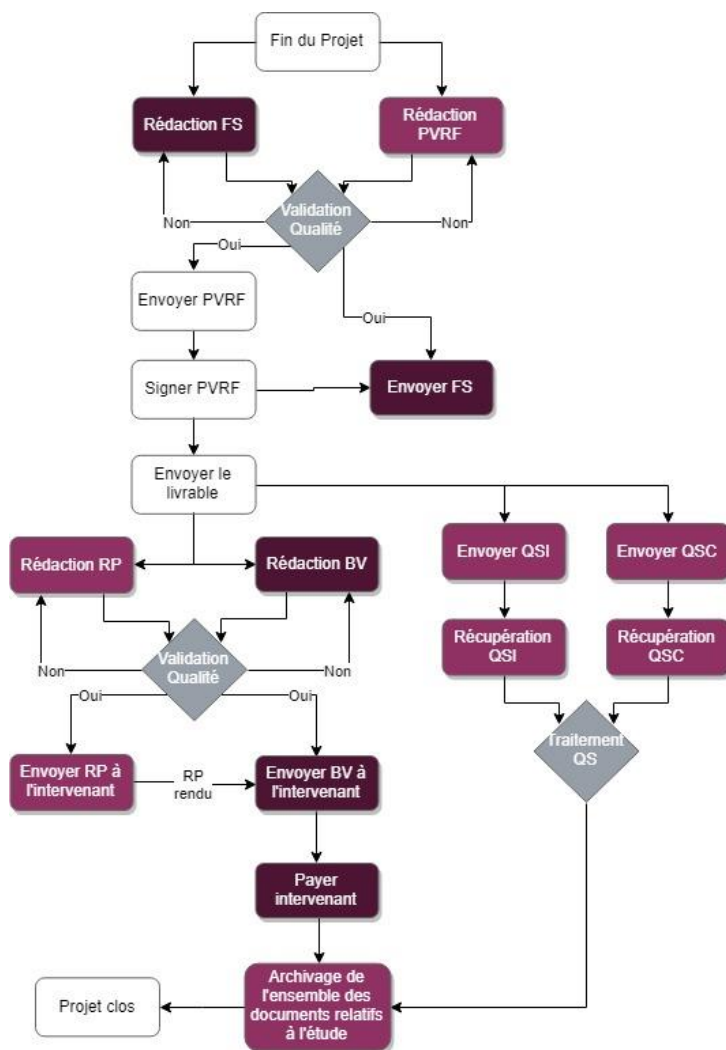 Fin du Projet
Rédaction FS
Rédaction
PVRF
Non
Validation
Qualité
Non
Oui
Envoyer PVRF
Oui
Signer PVRF
Envoyer FS
Envoyer le
livrable
Rédaction RP
Rédaction BV
Envoyer QSI
Envoyer QSC
Récupération
QSI
Récupération
QSC
Non
Validation
Qualité
Non
Oui
Oui
Traitement
QS
Envoyer RP à
l'intervenant
RP
rendu
Envoyer BV à
l'intervenant
Payer
intervenant
Archivage de
l'ensemble des
documents relatifs
à l'étude
Projet clos